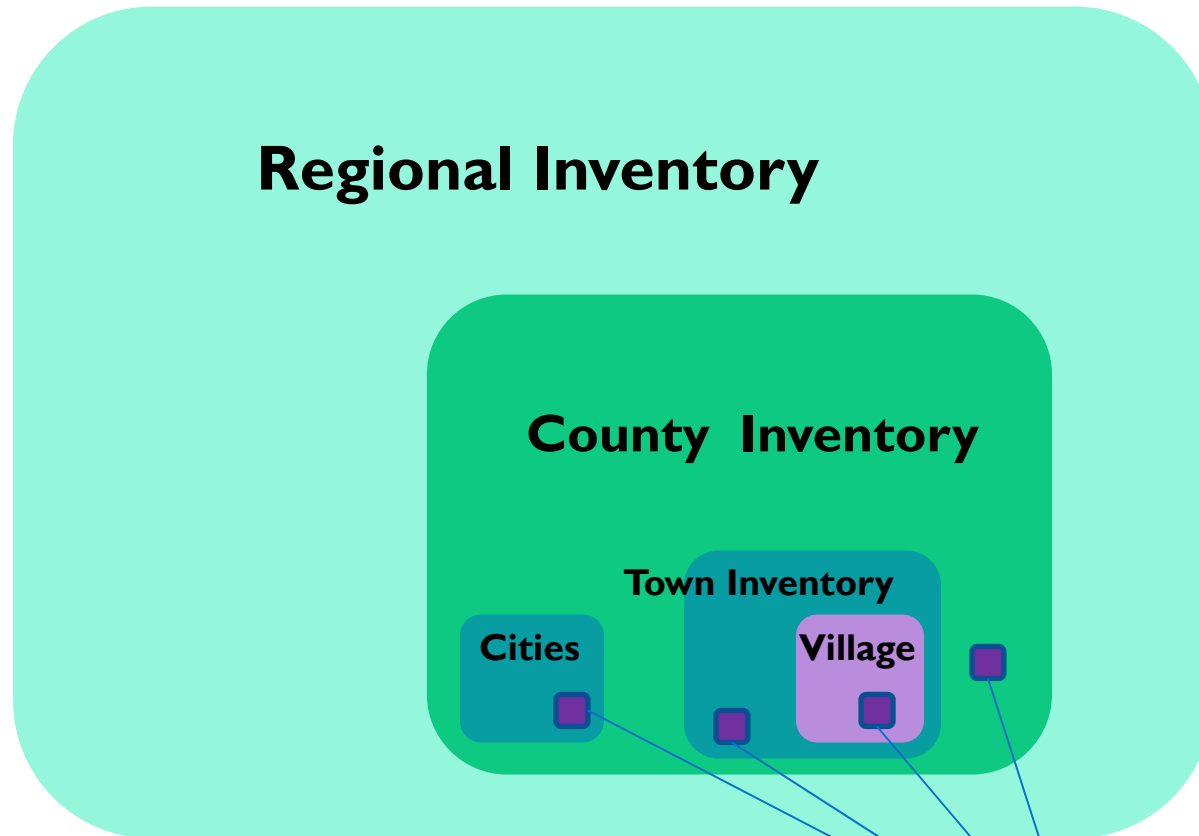 Regional Inventory
County Inventory
Town Inventory
Cities
Village